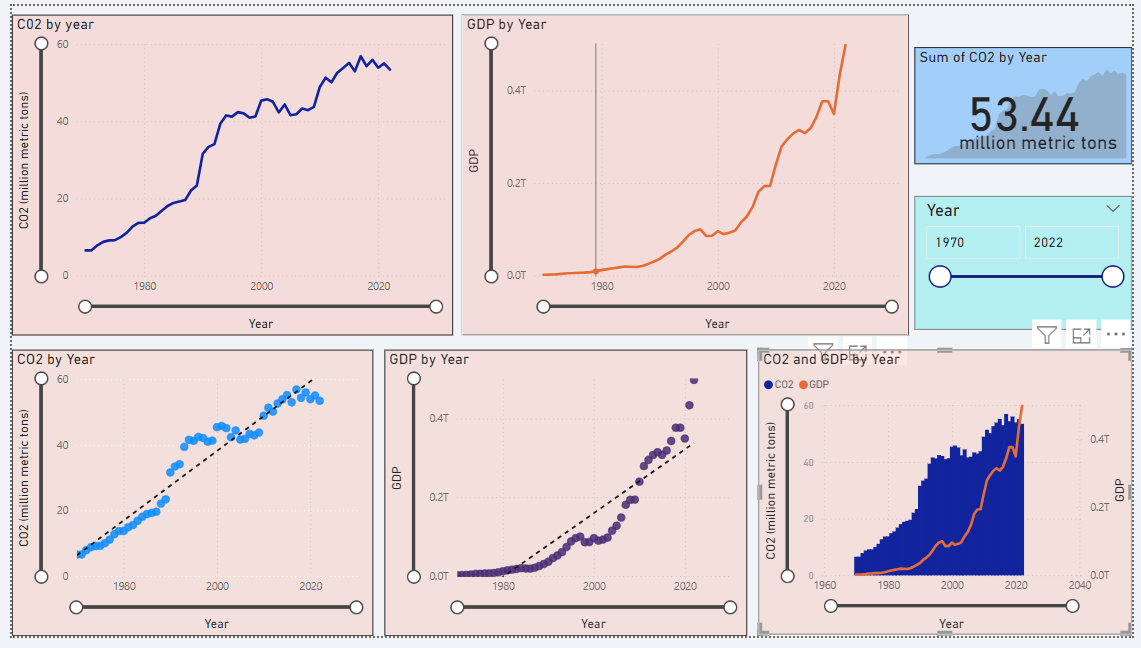 CO2 by year
60
40
20
0
1980
2000
2020
CO2 (million metric tons)
Year
GDP by Year
0.4T
0.2T
0.0T
1980
2000
2020
GDP
Year
Sum of CO2 by Year
53.44
million metric tons
Year
1970
2022
CO2 by Year
60
40
20
0
1980
2000
2020
CO2 (million metric tons)
Year
GDP by Year
0.4T
0.2T
0.0T
1980
2000
2020
GDP
Year
CO2 and GDP by Year
CO2 GDP
60
40
20
0
0.4T
0.2T
0.0T
1960
1980
2000
2020
2040
CO2 (million metric tons)
GDP
Year